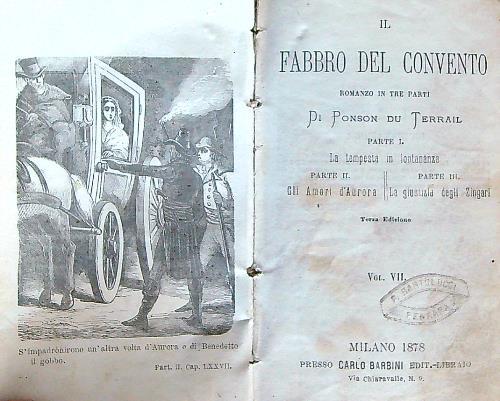 S'impadronirono un'altra volta d'Aurora e di Benedetto
il gobbo.
Part. II. Cap. LXXVII.
IL
FABBRO DEL CONVENTO
ROMANZO IN TRE PARTI
DI PONSON DU TERRAIL
PARTE I.
La tempesta in lontananza
PARTE II.
Gli Amori d'Aurora
PARTE III.
La giustizia degli Zingari
Terza Edizione
VOL. VII.
BARTOLUCCI
FERRARA
MILANO 1878
PRESSO CARLO BARBINI EDIT.-LIBRAIO
Via Chiaravalle, N. 9.